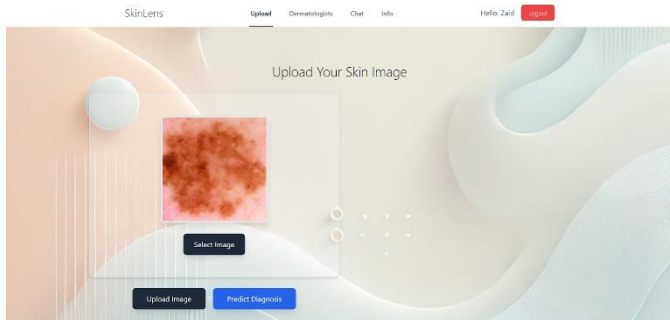 SkinLens Upload Dermatologists Chat Info Hello, Zaid Logout
Upload Your Skin Image
Select Image
Upload Image Predict Diagnosis